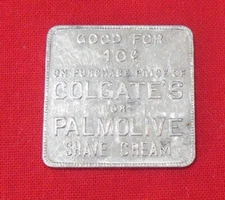 GOOD FOR
10¢
ON PURCHASE PRICE OF
COLGATE'S
OR
PALMOLIVE
SHAVE CREAM